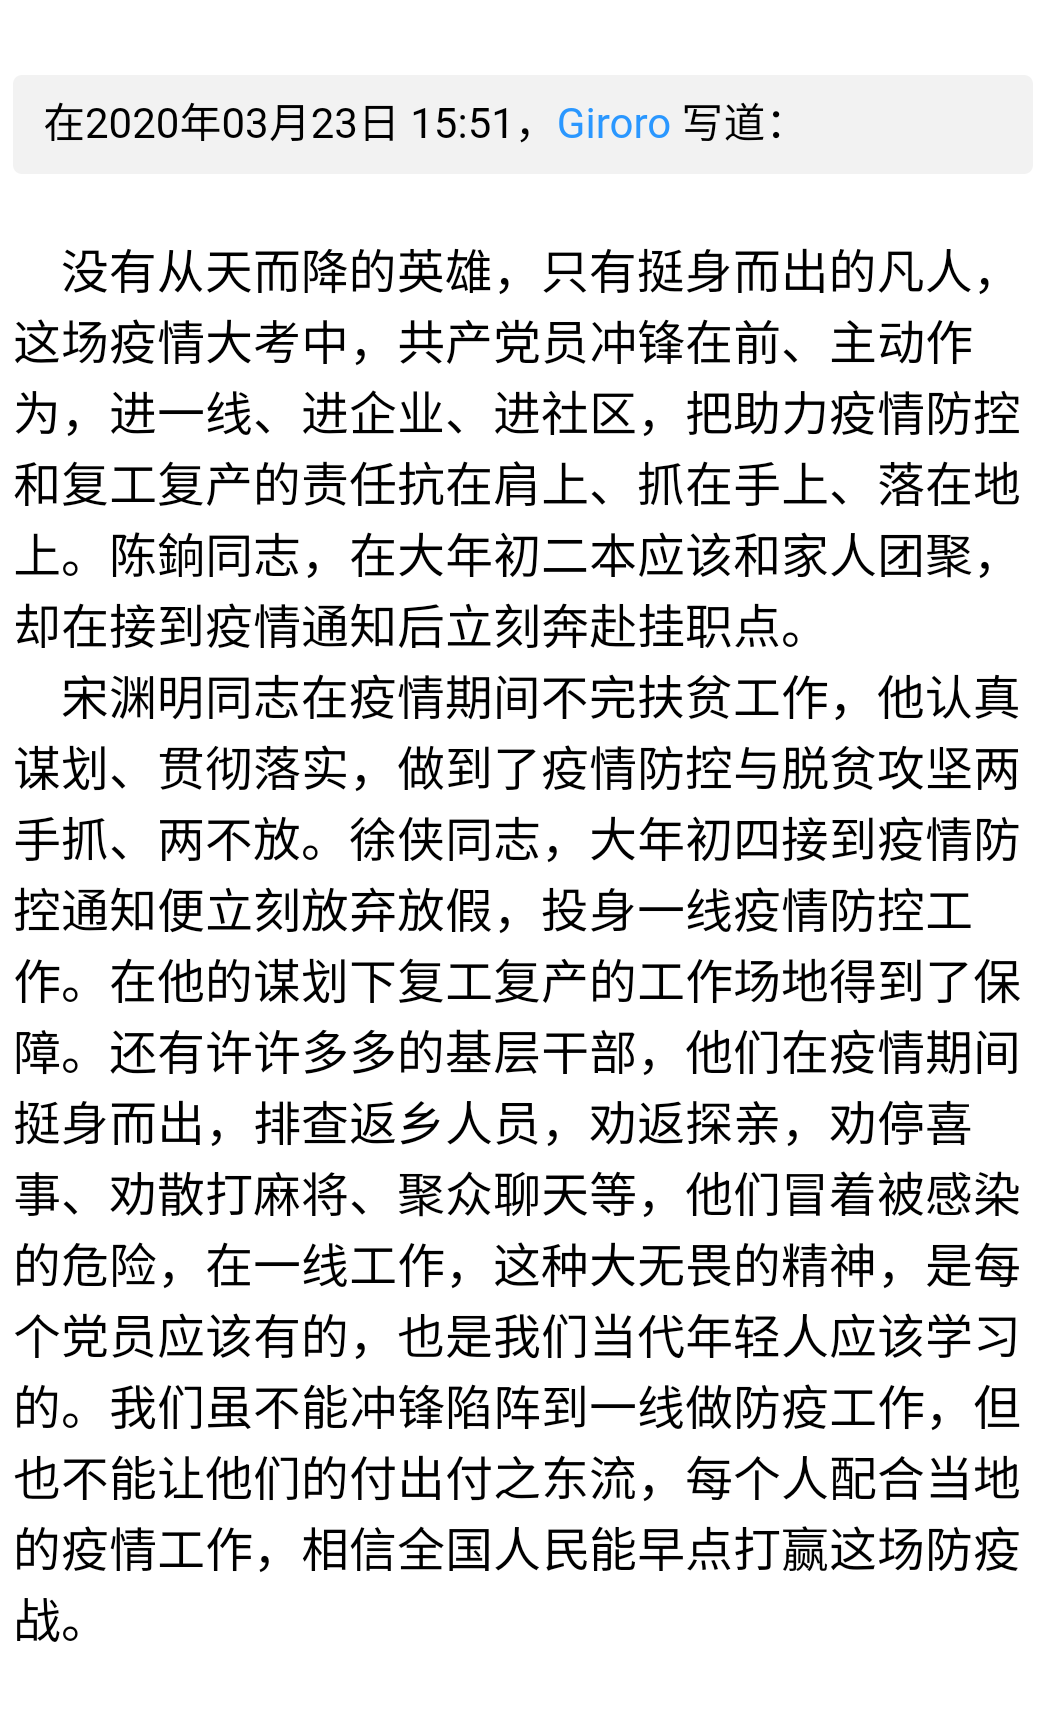 在2020年03月23日 15:51，Giroro 写道：
没有从天而降的英雄，只有挺身而出的凡人，
这场疫情大考中，共产党员冲锋在前、主动作
为，进一线、进企业、进社区，把助力疫情防控
和复工复产的责任抗在肩上、抓在手上、落在地
上。陈銄同志，在大年初二本应该和家人团聚，
却在接到疫情通知后立刻奔赴挂职点。
宋渊明同志在疫情期间不完扶贫工作，他认真
谋划、贯彻落实，做到了疫情防控与脱贫攻坚两
手抓、两不放。徐侠同志，大年初四接到疫情防
控通知便立刻放弃放假，投身一线疫情防控工
作。在他的谋划下复工复产的工作场地得到了保
障。还有许许多多的基层干部，他们在疫情期间
挺身而出，排查返乡人员，劝返探亲，劝停喜
事、劝散打麻将、聚众聊天等，他们冒着被感染
的危险，在一线工作，这种大无畏的精神，是每
个党员应该有的，也是我们当代年轻人应该学习
的。我们虽不能冲锋陷阵到一线做防疫工作，但
也不能让他们的付出付之东流，每个人配合当地
的疫情工作，相信全国人民能早点打赢这场防疫
战。